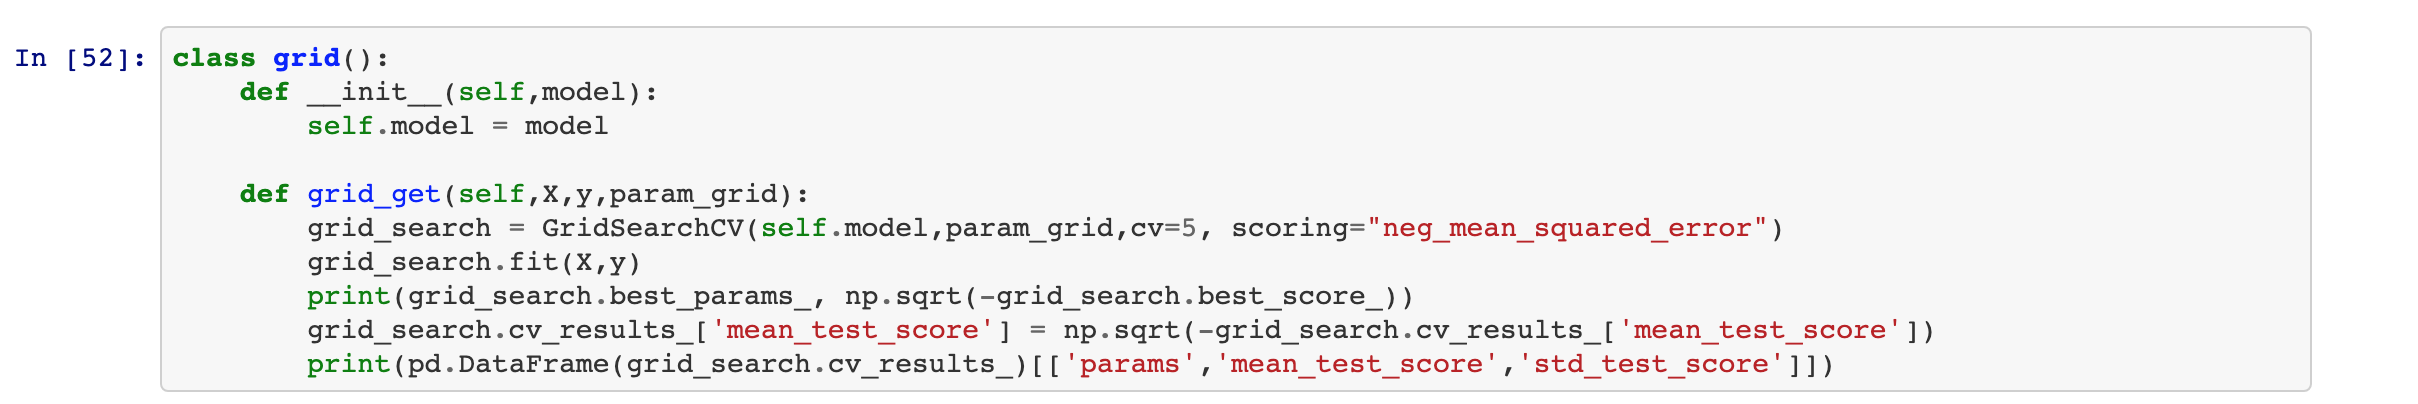 In [52]: class grid():
    def __init__(self,model):
        self.model = model

    def grid_get(self,X,y,param_grid):
        grid_search = GridSearchCV(self.model,param_grid,cv=5, scoring="neg_mean_squared_error")
        grid_search.fit(X,y)
        print(grid_search.best_params_, np.sqrt(-grid_search.best_score_))
        grid_search.cv_results_['mean_test_score'] = np.sqrt(-grid_search.cv_results_['mean_test_score'])
        print(pd.DataFrame(grid_search.cv_results_)[['params','mean_test_score','std_test_score']])